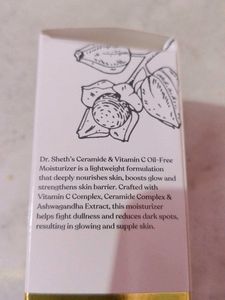 Dr. Sheth's Ceramide & Vitamin C Oil-Free
Moisturizer is a lightweight formulation
that deeply nourishes skin, boosts glow and
strengthens skin barrier. Crafted with
Vitamin C Complex, Ceramide Complex &
Ashwagandha Extract, this moisturizer
helps fight dullness and reduces dark spots,
resulting in glowing and supple skin.